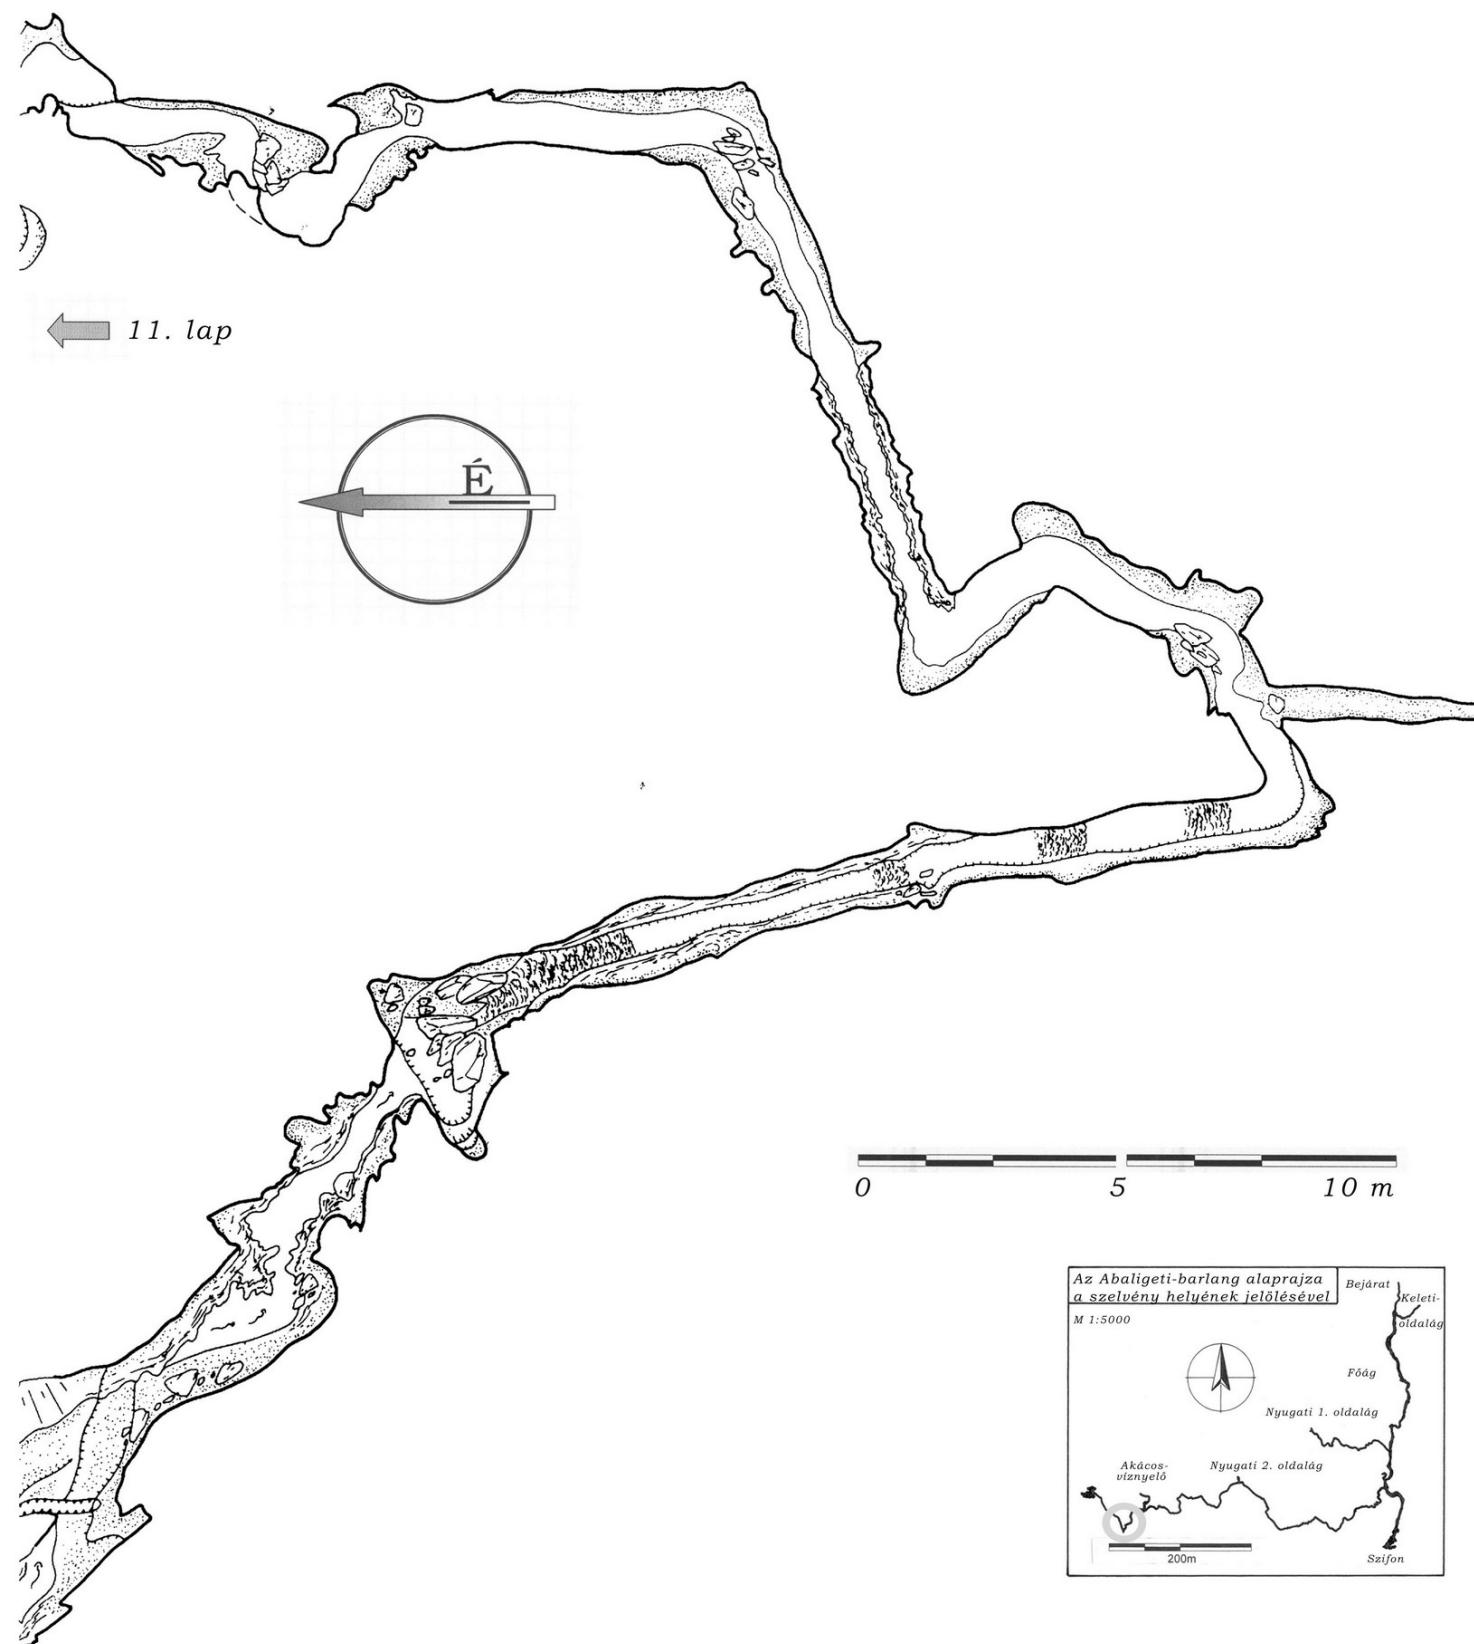 11. lap
É
0 5 10 m
Az Abaligeti-barlang alaprajza
a szelvény helyének jelölésével
M 1:5000
Bejárat
Keleti-
oldalág
Főág
Nyugati 1. oldalág
Akácos-
víznyelő
Nyugati 2. oldalág
200m
Szifon